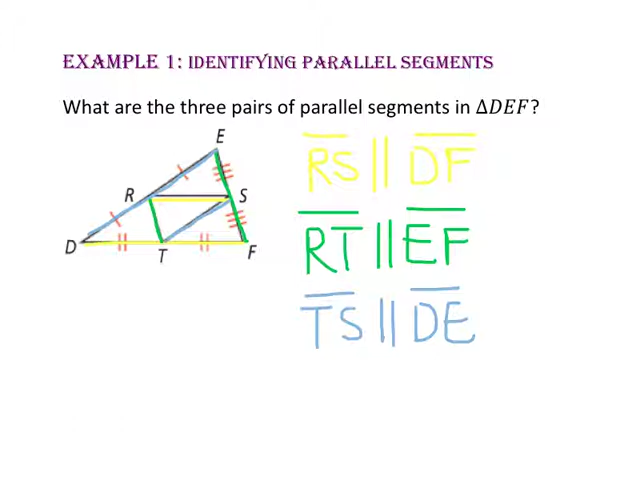 EXAMPLE 1: IDENTIFYING PARALLEL SEGMENTS
What are the three pairs of parallel segments in ΔDEF?
E
R
S
D
T
F
RS || DF
RT || EF
TS || DE